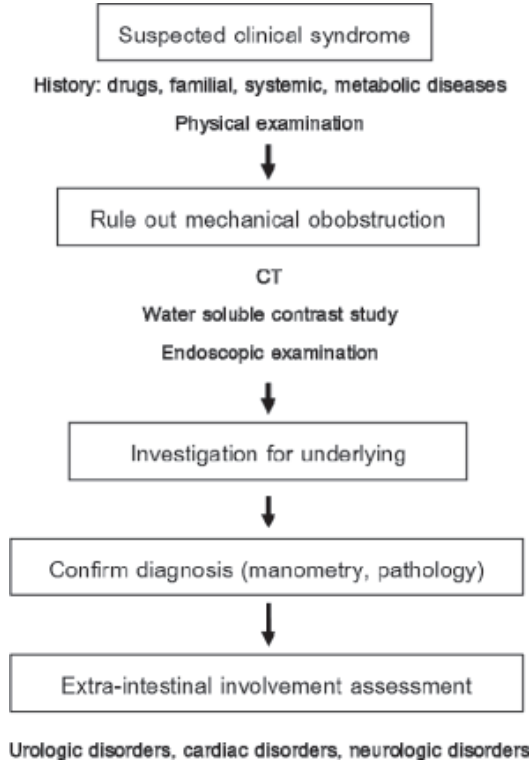 Suspected clinical syndrome
History: drugs, familial, systemic, metabolic diseases
Physical examination
Rule out mechanical obobstruction
CT
Water soluble contrast study
Endoscopic examination
Investigation for underlying
Confirm diagnosis (manometry, pathology)
Extra-intestinal involvement assessment
Urologic disorders, cardiac disorders, neurologic disorders